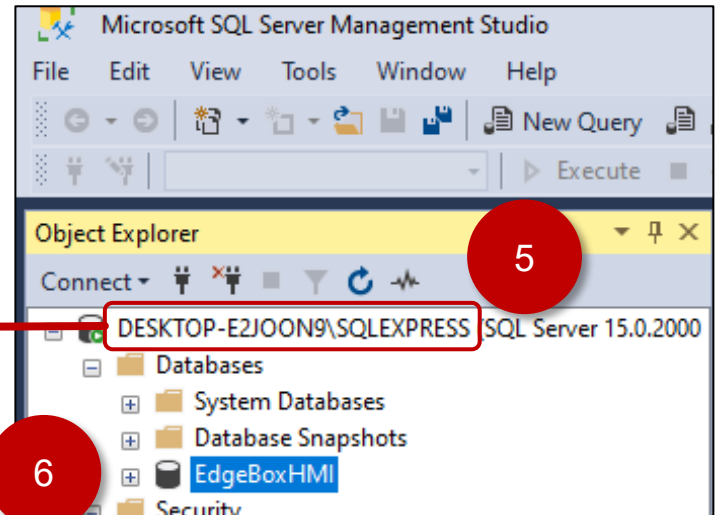 Microsoft SQL Server Management Studio
File Edit View Tools Window Help
New Query
Execute
Object Explorer
5
Connect
DESKTOP-E2JOON9\SQLEXPRESS (SQL Server 15.0.2000
Databases
System Databases
Database Snapshots
6
EdgeBoxHMI
Security